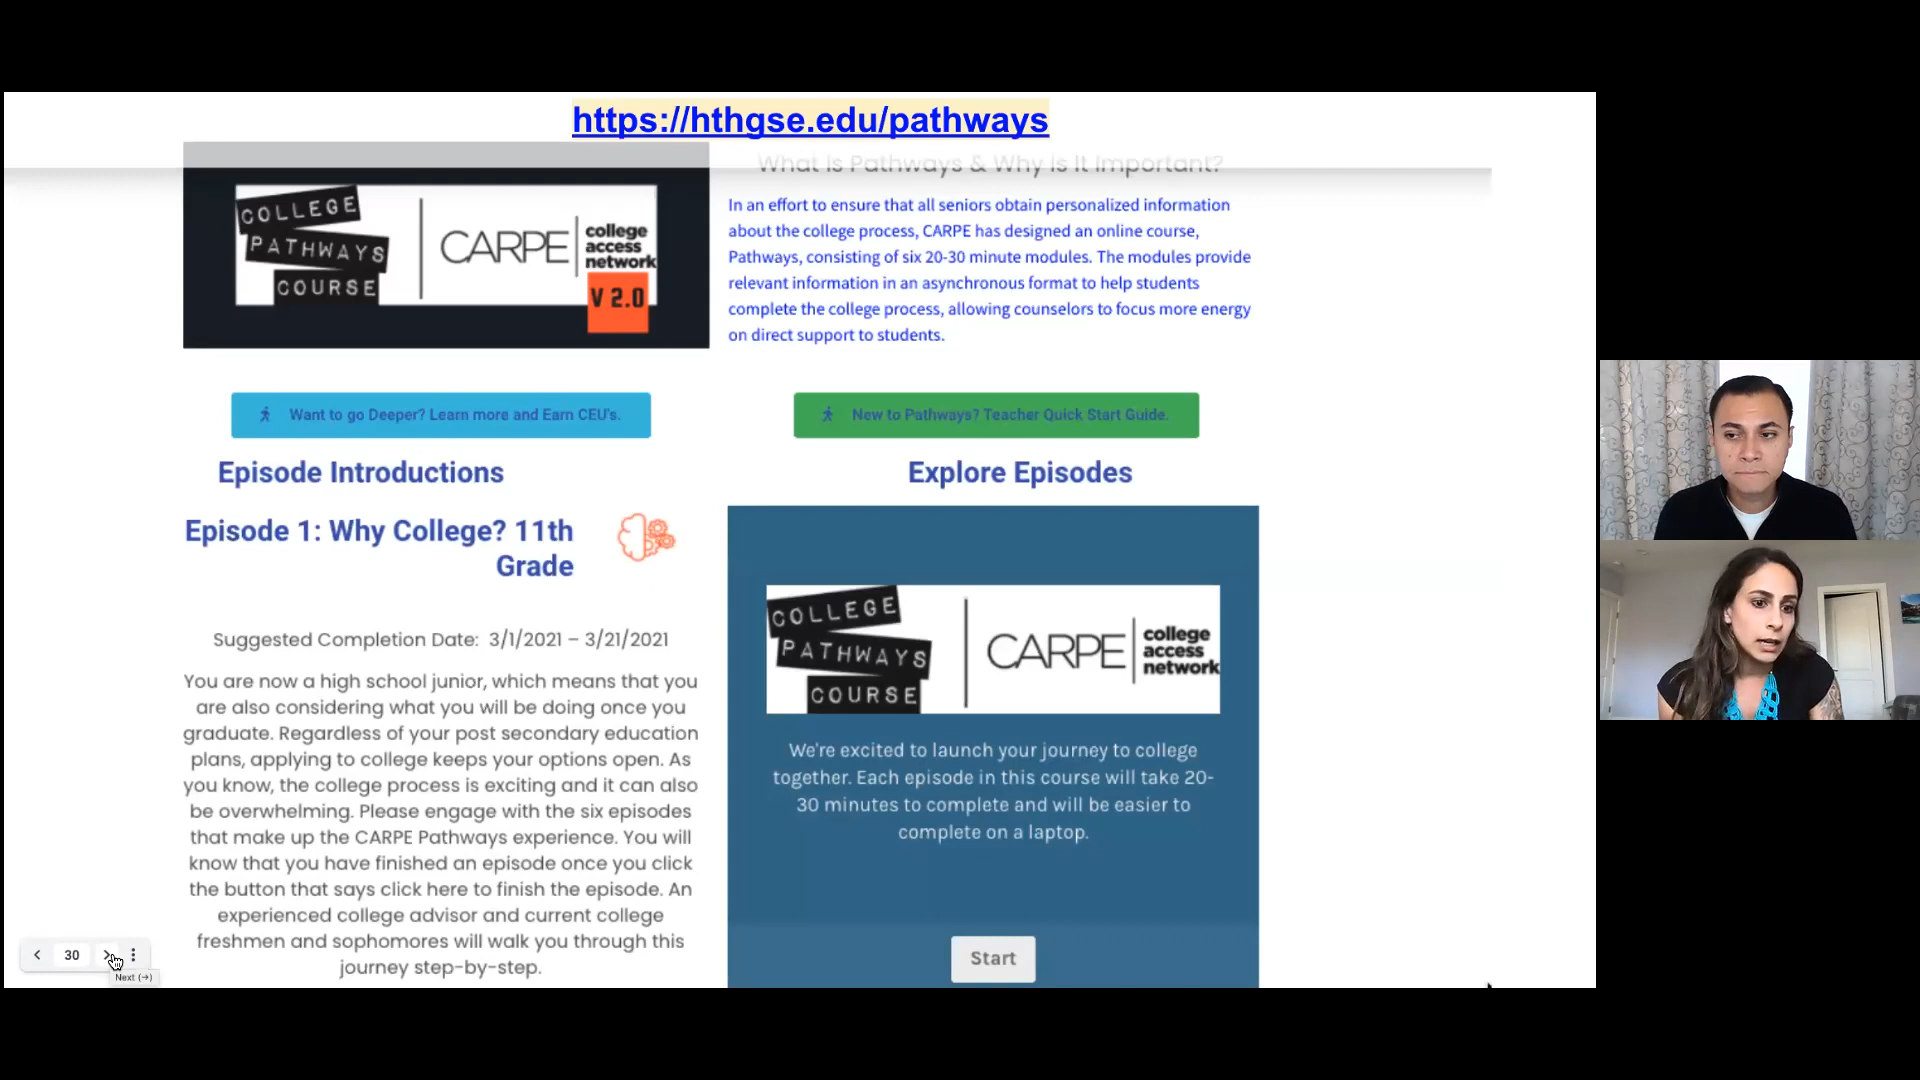 https://hthgse.edu/pathways
What Is Pathways & Why Is It Important?
COLLEGE
PATHWAYS
COURSE
CARPE
college
access
network
V 2.0
In an effort to ensure that all seniors obtain personalized information
about the college process, CARPE has designed an online course,
Pathways, consisting of six 20-30 minute modules. The modules provide
relevant information in an asynchronous format to help students
complete the college process, allowing counselors to focus more energy
on direct support to students.
Want to go Deeper? Learn more and Earn CEU's.
New to Pathways? Teacher Quick Start Guide.
Episode Introductions
Episode 1: Why College? 11th
Grade
Suggested Completion Date: 3/1/2021 – 3/21/2021
You are now a high school junior, which means that you
are also considering what you will be doing once you
graduate. Regardless of your post secondary education
plans, applying to college keeps your options open. As
you know, the college process is exciting and it can also
be overwhelming. Please engage with the six episodes
that make up the CARPE Pathways experience. You will
know that you have finished an episode once you click
the button that says click here to finish the episode. An
experienced college advisor and current college
freshmen and sophomores will walk you through this
journey step-by-step.
Explore Episodes
COLLEGE
PATHWAYS
COURSE
CARPE
college
access
network
We're excited to launch your journey to college
together. Each episode in this course will take 20-
30 minutes to complete and will be easier to
complete on a laptop.
Start
30
Next (→)